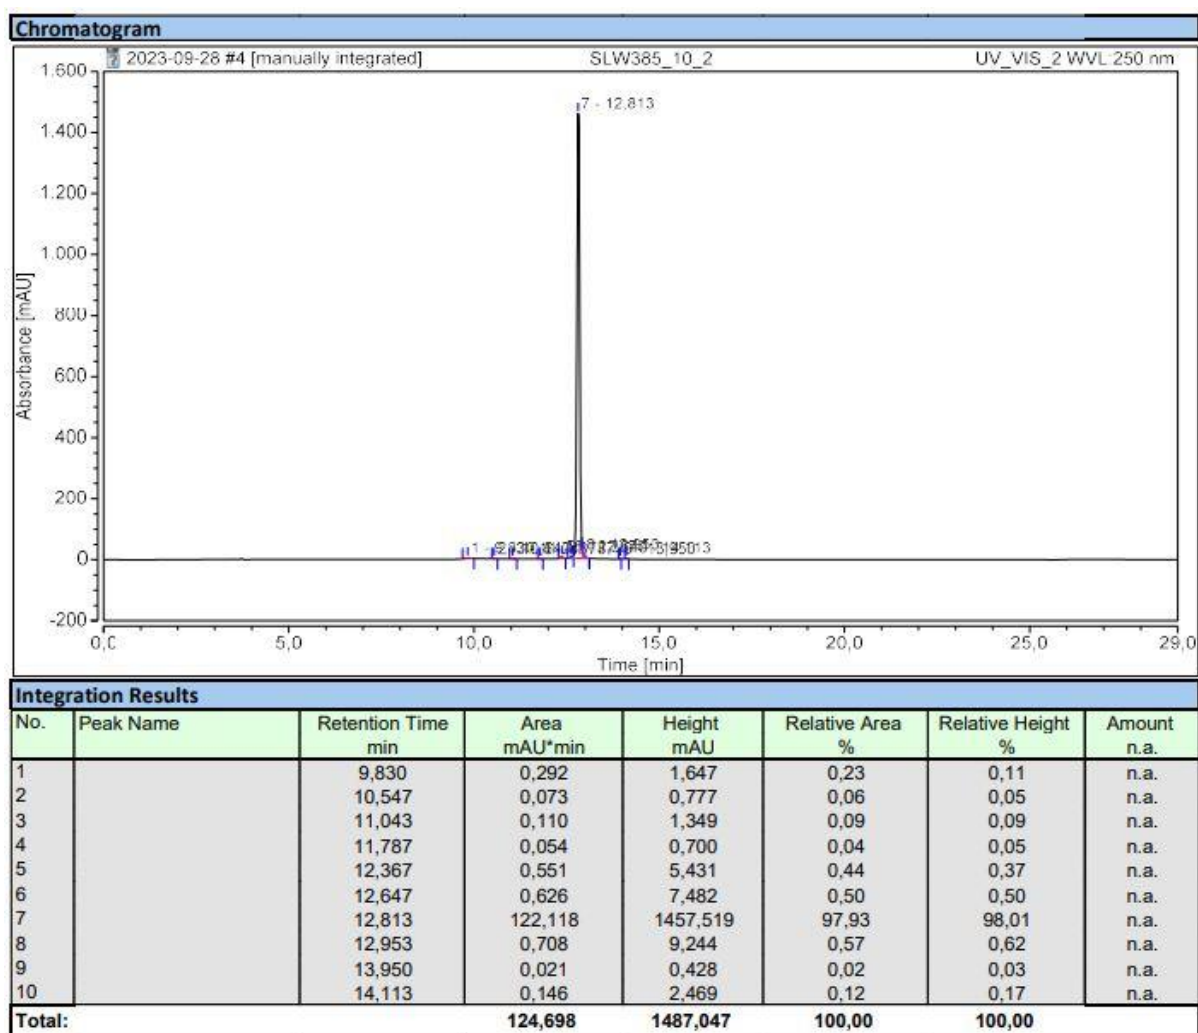 Chromatogram
2023-09-28 #4 [manually integrated] SLW385_10_2 UV_VIS_2 WVL:250 nm
1.600
7 - 12.813
1.400
1.200
1.000
800
600
400
200
0
-200
Absorbance [mAU]
0,0 5,0 10,0 15,0 20,0 25,0 29,0
Time [min]
Integration Results
No. Peak Name Retention Time Area Height Relative Area Relative Height Amount
min mAU*min mAU % % n.a.
1 9,830 0,292 1,647 0,23 0,11 n.a.
2 10,547 0,073 0,777 0,06 0,05 n.a.
3 11,043 0,110 1,349 0,09 0,09 n.a.
4 11,787 0,054 0,700 0,04 0,05 n.a.
5 12,367 0,551 5,431 0,44 0,37 n.a.
6 12,647 0,626 7,482 0,50 0,50 n.a.
7 12,813 122,118 1457,519 97,93 98,01 n.a.
8 12,953 0,708 9,244 0,57 0,62 n.a.
9 13,950 0,021 0,428 0,02 0,03 n.a.
10 14,113 0,146 2,469 0,12 0,17 n.a.
Total: 124,698 1487,047 100,00 100,00